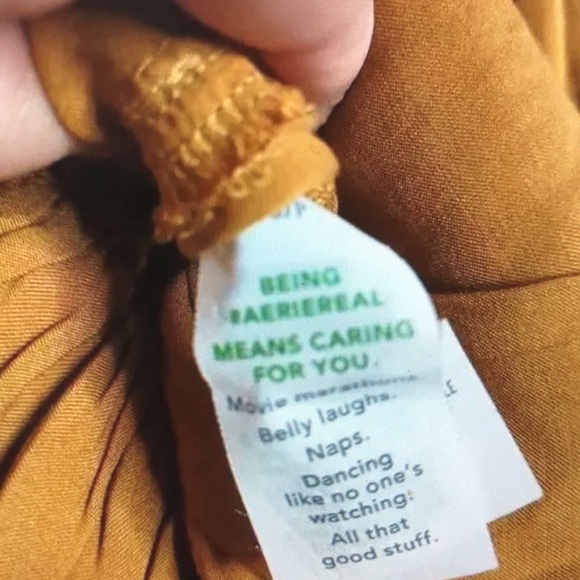 BEING
#AERIEREAL
MEANS CARING
FOR YOU.
Movie marathons.
Belly laughs.
Naps.
Dancing
like no one's
watching.
All that
good stuff.